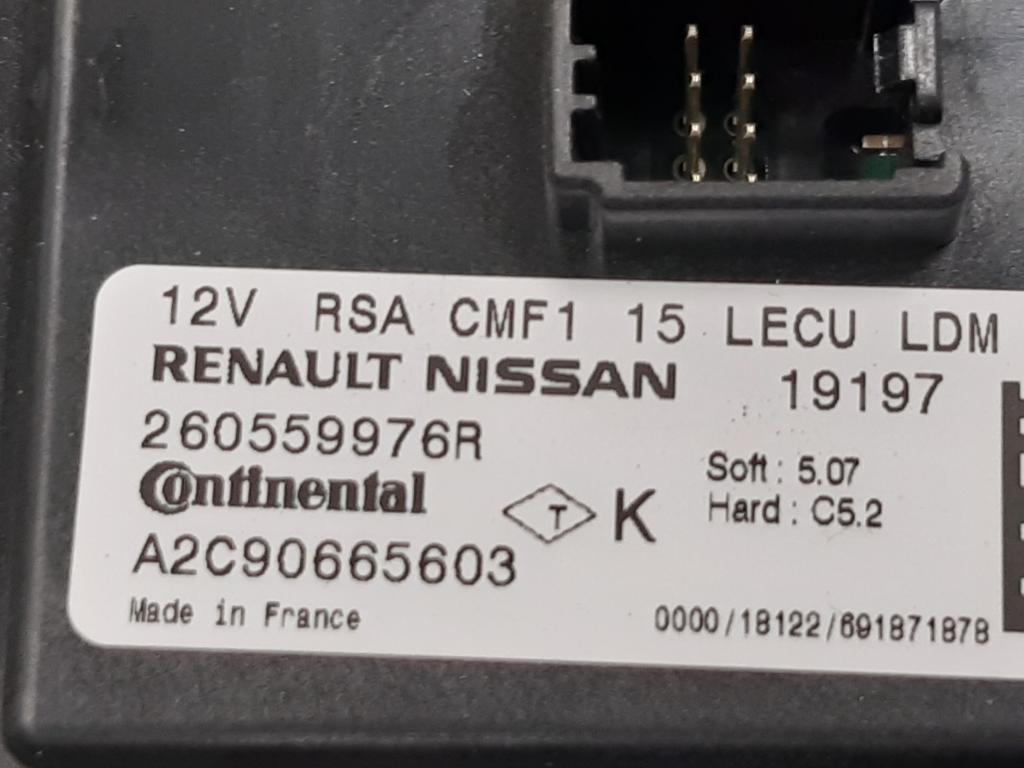 12V RSA CMF1 15 LECU LDM
RENAULT NISSAN 19197
260559976R
Continental
T K
Soft : 5.07
Hard : C5.2
A2C90665603
Made in France
0000/18122/691871878